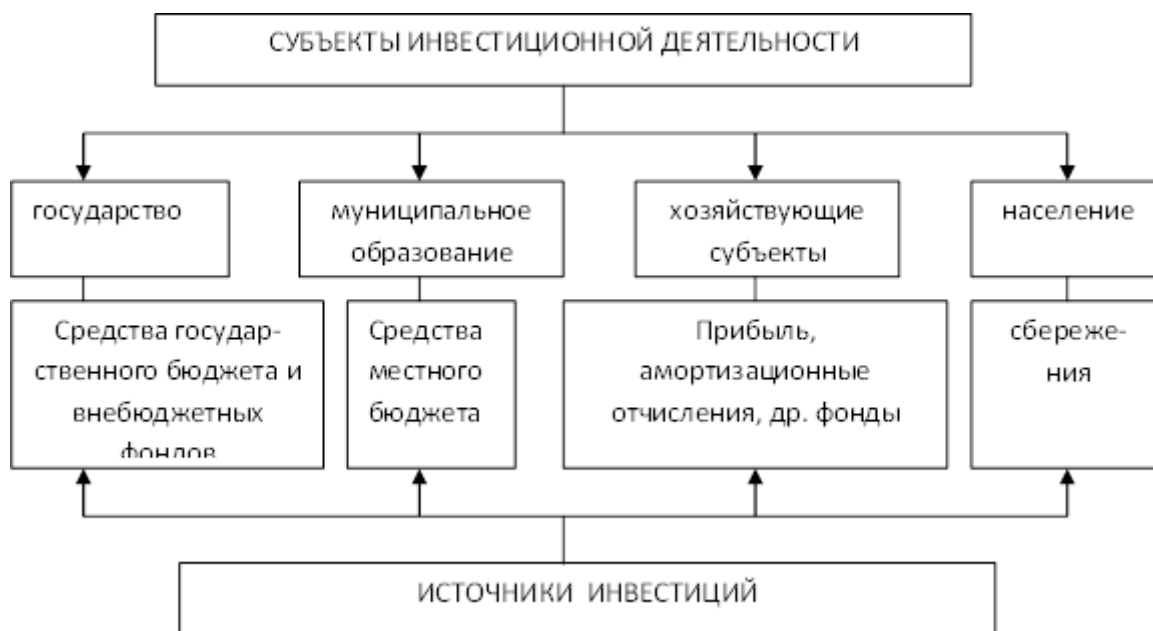 СУБЪЕКТЫ ИНВЕСТИЦИОННОЙ ДЕЯТЕЛЬНОСТИ
государство
муниципальное
образование
хозяйствующие
субъекты
население
Средства государ-
ственного бюджета и
внебюджетных
фондов
Средства
местного
бюджета
Прибыль,
амортизационные
отчисления, др. фонды
сбереже-
ния
ИСТОЧНИКИ ИНВЕСТИЦИЙ